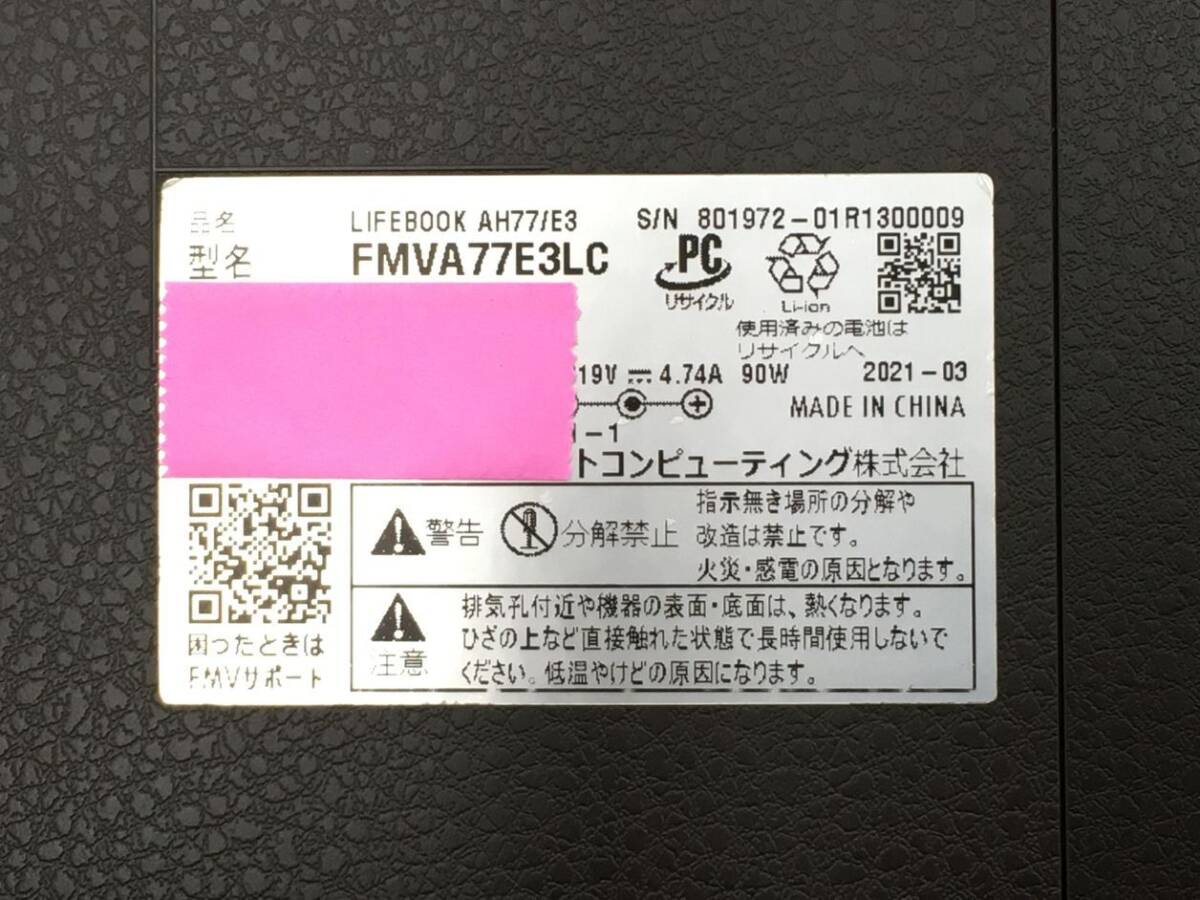 品名 LIFEBOOK AH77/E3 S/N 801972-01R1300009
型名 FMVA77E3LC
PC
リサイクル
Li-ion
使用済みの電池は
リサイクルへ
19V 4.74A 90W 2021-03
MADE IN CHINA
-1
トコンピューティング株式会社
困ったときは
FMVサポート
警告 分解禁止
指示無き場所の分解や
改造は禁止です。
火災・感電の原因となります。
注意
排気孔付近や機器の表面・底面は、熱くなります。
ひざの上など直接触れた状態で長時間使用しないで
ください。低温やけどの原因になります。